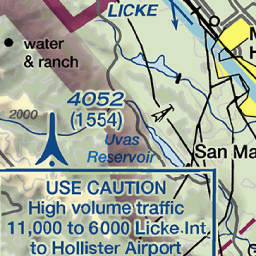 LICKE
water
& ranch
2000
4052
(1554)
Uvas
Reservoir
San Ma
USE CAUTION
High volume traffic
11,000 to 6000 Licke Int
to Hollister Airport